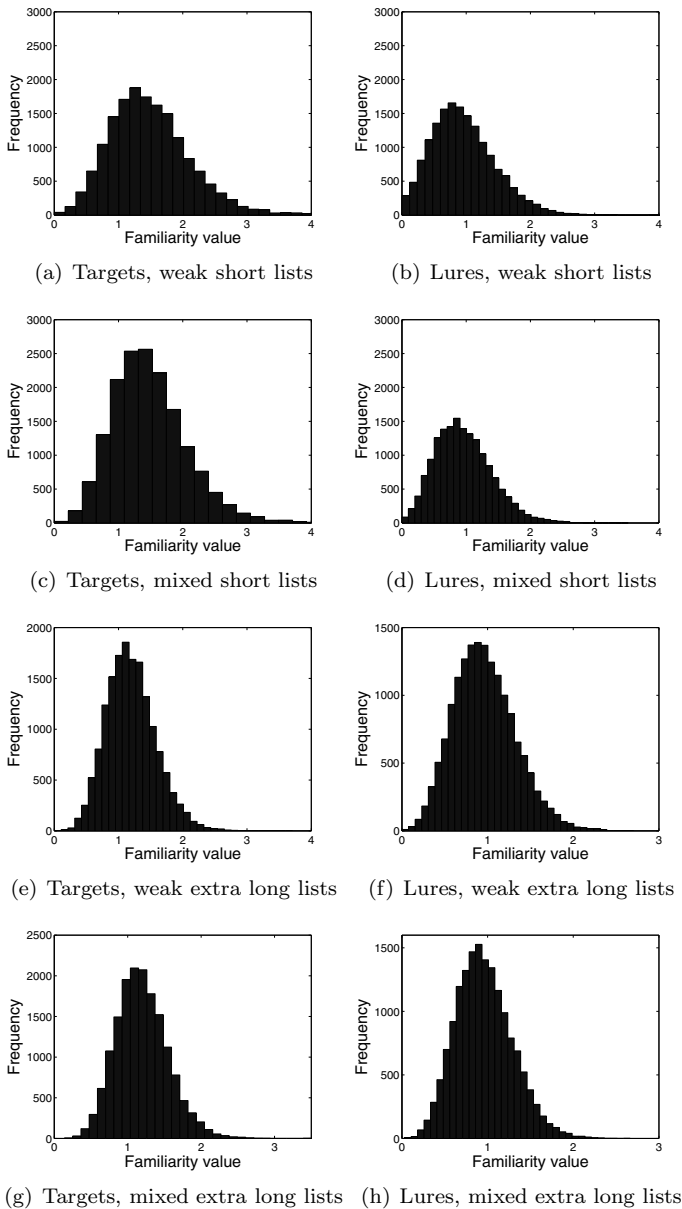 3000
2500
2000
1500
1000
500
0
Frequency
0 1 2 3 4
Familiarity value
(a) Targets, weak short lists
3000
2500
2000
1500
1000
500
0
Frequency
0 1 2 3 4
Familiarity value
(b) Lures, weak short lists
3000
2500
2000
1500
1000
500
0
Frequency
0 1 2 3 4
Familiarity value
(c) Targets, mixed short lists
3000
2500
2000
1500
1000
500
0
Frequency
0 1 2 3 4
Familiarity value
(d) Lures, mixed short lists
2000
1500
1000
500
0
Frequency
0 1 2 3 4
Familiarity value
(e) Targets, weak extra long lists
1500
1000
500
0
Frequency
0 1 2 3
Familiarity value
(f) Lures, weak extra long lists
2500
2000
1500
1000
500
0
Frequency
0 1 2 3
Familiarity value
(g) Targets, mixed extra long lists
1500
1000
500
0
Frequency
0 1 2 3
Familiarity value
(h) Lures, mixed extra long lists